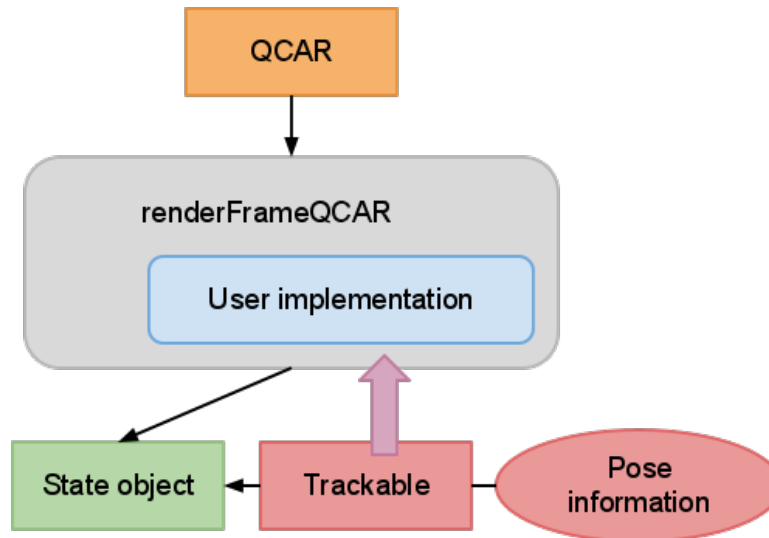 QCAR
renderFrameQCAR
User implementation
State object
Trackable
Pose
information